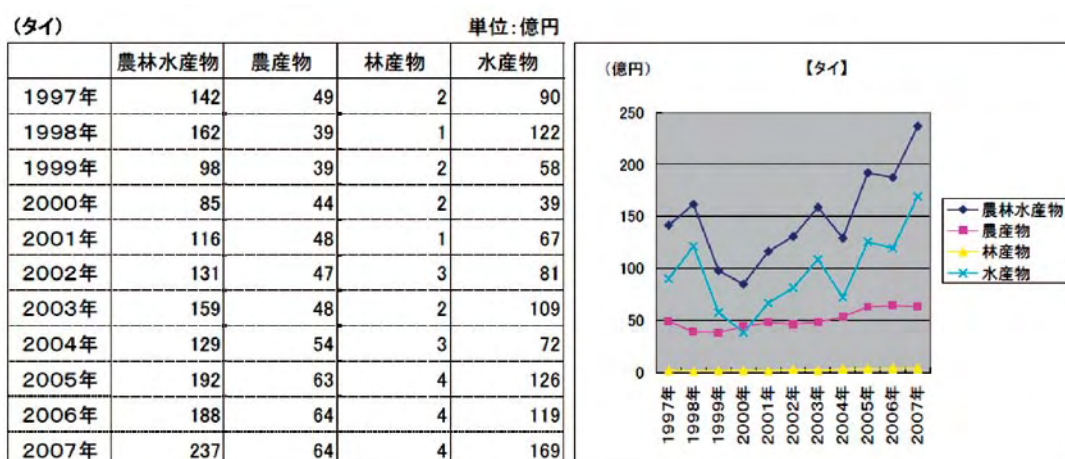 (タイ) 単位:億円
農林水産物 農産物 林産物 水産物
1997年 142 49 2 90
1998年 162 39 1 122
1999年 98 39 2 58
2000年 85 44 2 39
2001年 116 48 1 67
2002年 131 47 3 81
2003年 159 48 2 109
2004年 129 54 3 72
2005年 192 63 4 126
2006年 188 64 4 119
2007年 237 64 4 169
(億円) 【タイ】
250
200
150
100
50
0
1997年 1998年 1999年 2000年 2001年 2002年 2003年 2004年 2005年 2006年 2007年
農林水産物
農産物
林産物
水産物